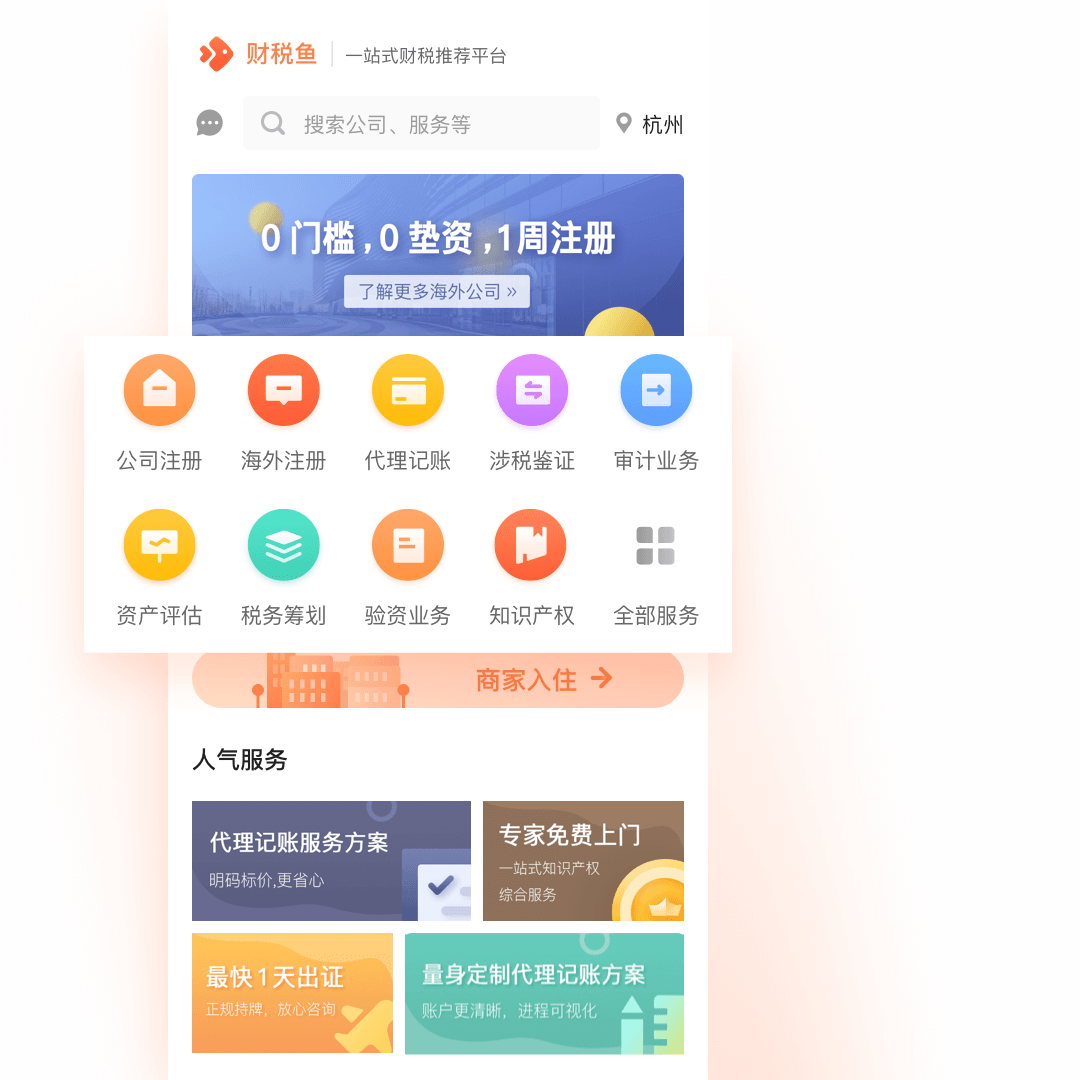 财税鱼 一站式财税推荐平台
搜索公司、服务等 杭州
0门槛,0垫资,1周注册
了解更多海外公司 »
公司注册 海外注册 代理记账 涉税鉴证 审计业务
资产评估 税务筹划 验资业务 知识产权 全部服务
商家入住
人气服务
代理记账服务方案
明码标价,更省心
专家免费上门
一站式知识产权
综合服务
最快1天出证
正规持牌，放心咨询
量身定制代理记账方案
账户更清晰，进程可视化